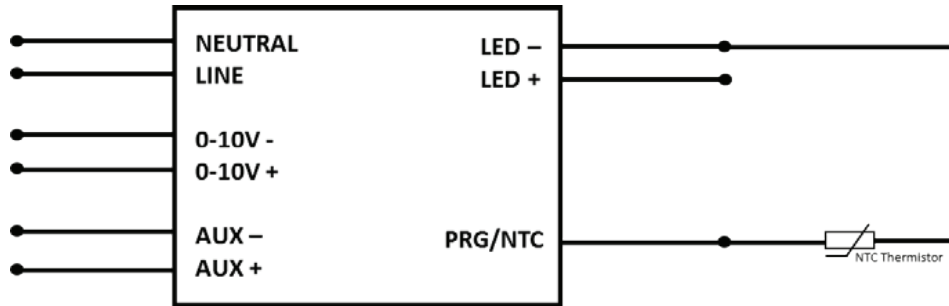 NEUTRAL
LINE
0-10V -
0-10V +
AUX –
AUX +
LED –
LED +
PRG/NTC
NTC Thermistor